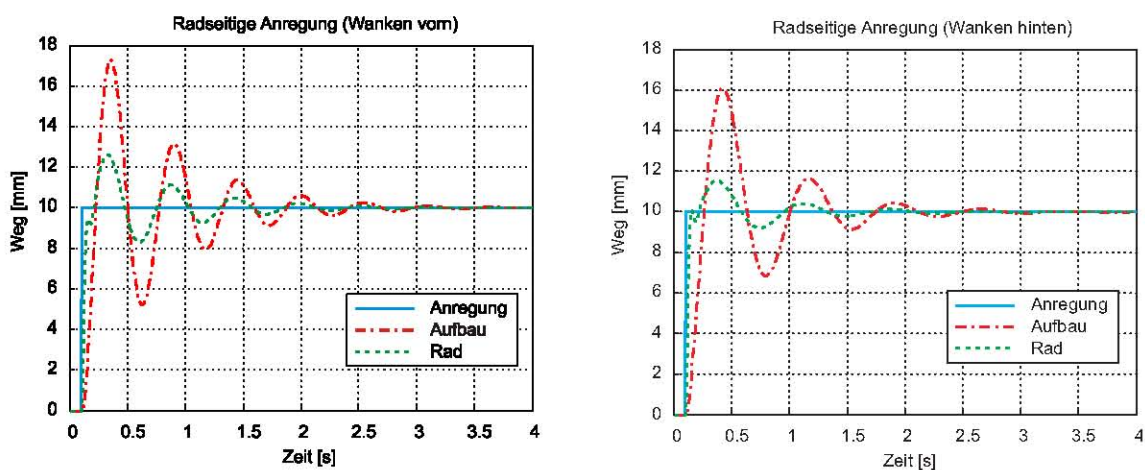 Radseitige Anregung (Wanken vorn)
18
16
14
12
10
8
6
4
2
0
Weg [mm]
Anregung
Aufbau
Rad
0 0.5 1 1.5 2 2.5 3 3.5 4
Zeit [s]
Radseitige Anregung (Wanken hinten)
18
16
14
12
10
8
6
4
2
0
Weg [mm]
Anregung
Aufbau
Rad
0 0.5 1 1.5 2 2.5 3 3.5 4
Zeit [s]